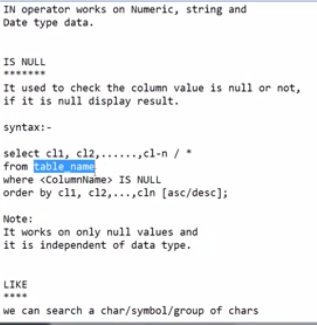 IN operator works on Numeric, string and
Date type data.
IS NULL
*******
It used to check the column value is null or not,
if it is null display result.
syntax:-
select cl1, cl2,......,cl-n / *
from table_name
where <ColumnName> IS NULL
order by cl1, cl2,...,cln [asc/desc];
Note:
It works on only null values and
it is independent of data type.
LIKE
****
we can search a char/symbol/group of chars